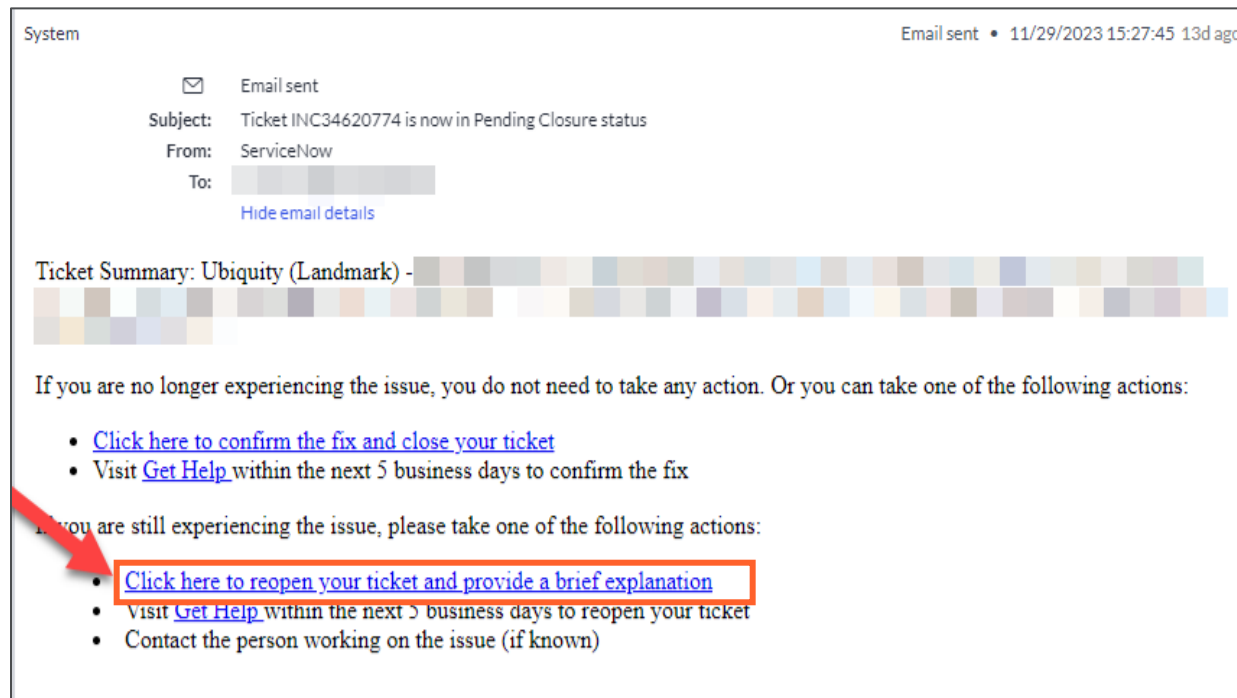 System
Email sent • 11/29/2023 15:27:45 13d ago
Email sent
Subject: Ticket INC34620774 is now in Pending Closure status
From: ServiceNow
To:
Hide email details
Ticket Summary: Ubiquity (Landmark) -
If you are no longer experiencing the issue, you do not need to take any action. Or you can take one of the following actions:
• Click here to confirm the fix and close your ticket
• Visit Get Help within the next 5 business days to confirm the fix
If you are still experiencing the issue, please take one of the following actions:
• Click here to reopen your ticket and provide a brief explanation
• Visit Get Help within the next 5 business days to reopen your ticket
• Contact the person working on the issue (if known)